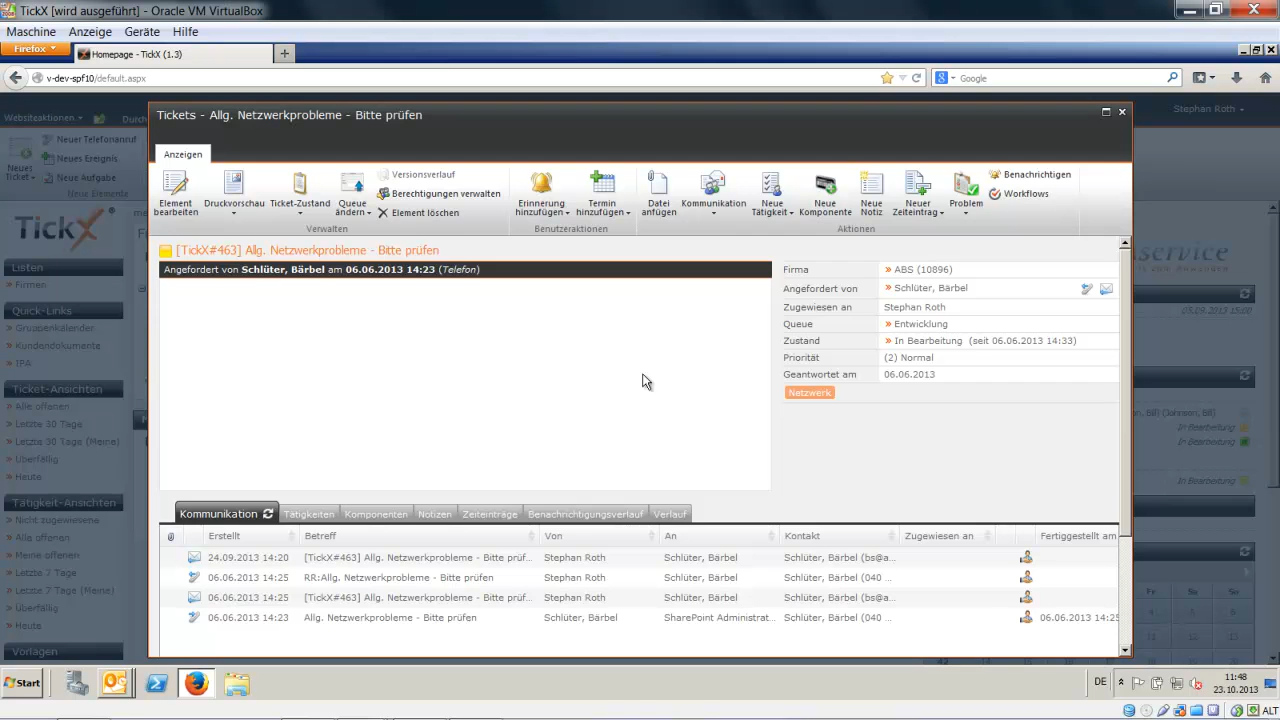 TickX [wird ausgeführt] - Oracle VM VirtualBox
Maschine Anzeige Geräte Hilfe
Firefox
Homepage - TickX (1.3)
v-dev-spf10/default.aspx
Google
Websiteaktionen
Stephan Roth
Neues Ticket
Neuer Telefonanruf
Neues Ereignis
Neue Aufgabe
Neue Elemente
TickX
Listen
Firmen
Quick-Links
Gruppenkalender
Kundendokumente
IPA
Ticket-Ansichten
Alle offenen
Letzte 30 Tage
Letzte 30 Tage (Meine)
Überfällig
Heute
Tätigkeit-Ansichten
Nicht zugewiesene
Alle offenen
Meine offenen
Letzte 7 Tage
Letzte 7 Tage (Meine)
Überfällig
Heute
Vorlagen
Tickets - Allg. Netzwerkprobleme - Bitte prüfen
Anzeigen
Element bearbeiten
Druckvorschau
Ticket-Zustand
Queue ändern
Versionsverlauf
Berechtigungen verwalten
Element löschen
Verwalten
Erinnerung hinzufügen
Termin hinzufügen
Benutzeraktionen
Datei anfügen
Kommunikation
Neue Tätigkeit
Neue Komponente
Neue Notiz
Neuer Zeiteintrag
Problem
Benachrichtigen
Workflows
Aktionen
[TickX#463] Allg. Netzwerkprobleme - Bitte prüfen
Angefordert von Schlüter, Bärbel am 06.06.2013 14:23 (Telefon)
Firma ABS (10896)
Angefordert von Schlüter, Bärbel
Zugewiesen an Stephan Roth
Queue Entwicklung
Zustand In Bearbeitung (seit 06.06.2013 14:33)
Priorität (2) Normal
Geantwortet am 06.06.2013
Netzwerk
Kommunikation Tätigkeiten Komponenten Notizen Zeiteinträge Benachrichtigungsverlauf Verlauf
Erstellt Betreff Von An Kontakt Zugewiesen an Fertiggestellt am
24.09.2013 14:20 [TickX#463] Allg. Netzwerkprobleme - Bitte prüf... Stephan Roth Schlüter, Bärbel Schlüter, Bärbel (bs@a...
06.06.2013 14:25 RR:Allg. Netzwerkprobleme - Bitte prüfen Stephan Roth Schlüter, Bärbel Schlüter, Bärbel (040 ...
06.06.2013 14:25 [TickX#463] Allg. Netzwerkprobleme - Bitte prüf... Stephan Roth Schlüter, Bärbel Schlüter, Bärbel (bs@a...
06.06.2013 14:23 Allg. Netzwerkprobleme - Bitte prüfen Schlüter, Bärbel SharePoint Administrat... Schlüter, Bärbel (040 ... 06.06.2013 14:25
service
, Bill) (Johnson, Bill)
In Bearbeitung
In Bearbeitung
In Bearbeitung
Fr Sa So
Start
DE
11:48
23.10.2013
ALT